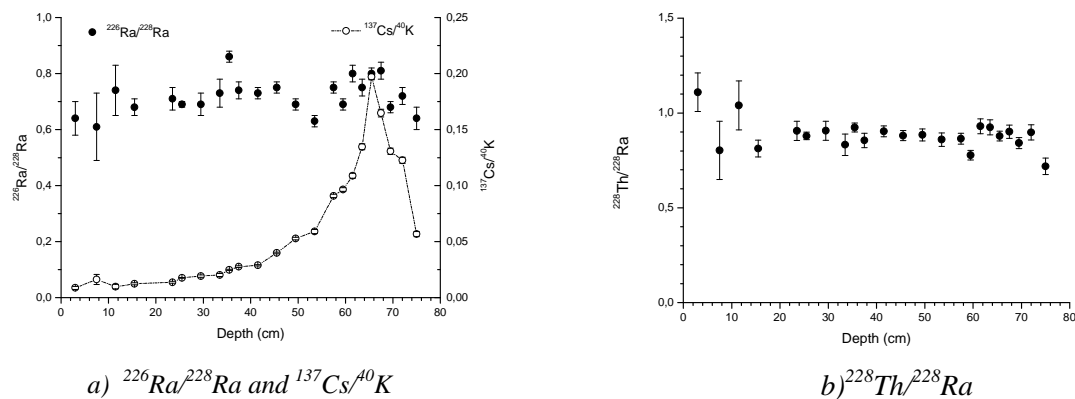 ²²⁶Ra/²²⁸Ra
¹³⁷Cs/⁴⁰K
1,0
0,8
0,6
0,4
0,2
0,0
²²⁶Ra/²²⁸Ra
0,25
0,20
0,15
0,10
0,05
0,00
¹³⁷Cs/⁴⁰K
0 10 20 30 40 50 60 70 80
Depth (cm)
a) ²²⁶Ra/²²⁸Ra and ¹³⁷Cs/⁴⁰K
1,5
1,0
0,5
0,0
²²⁸Th/²²⁸Ra
0 10 20 30 40 50 60 70 80
Depth (cm)
b)²²⁸Th/²²⁸Ra